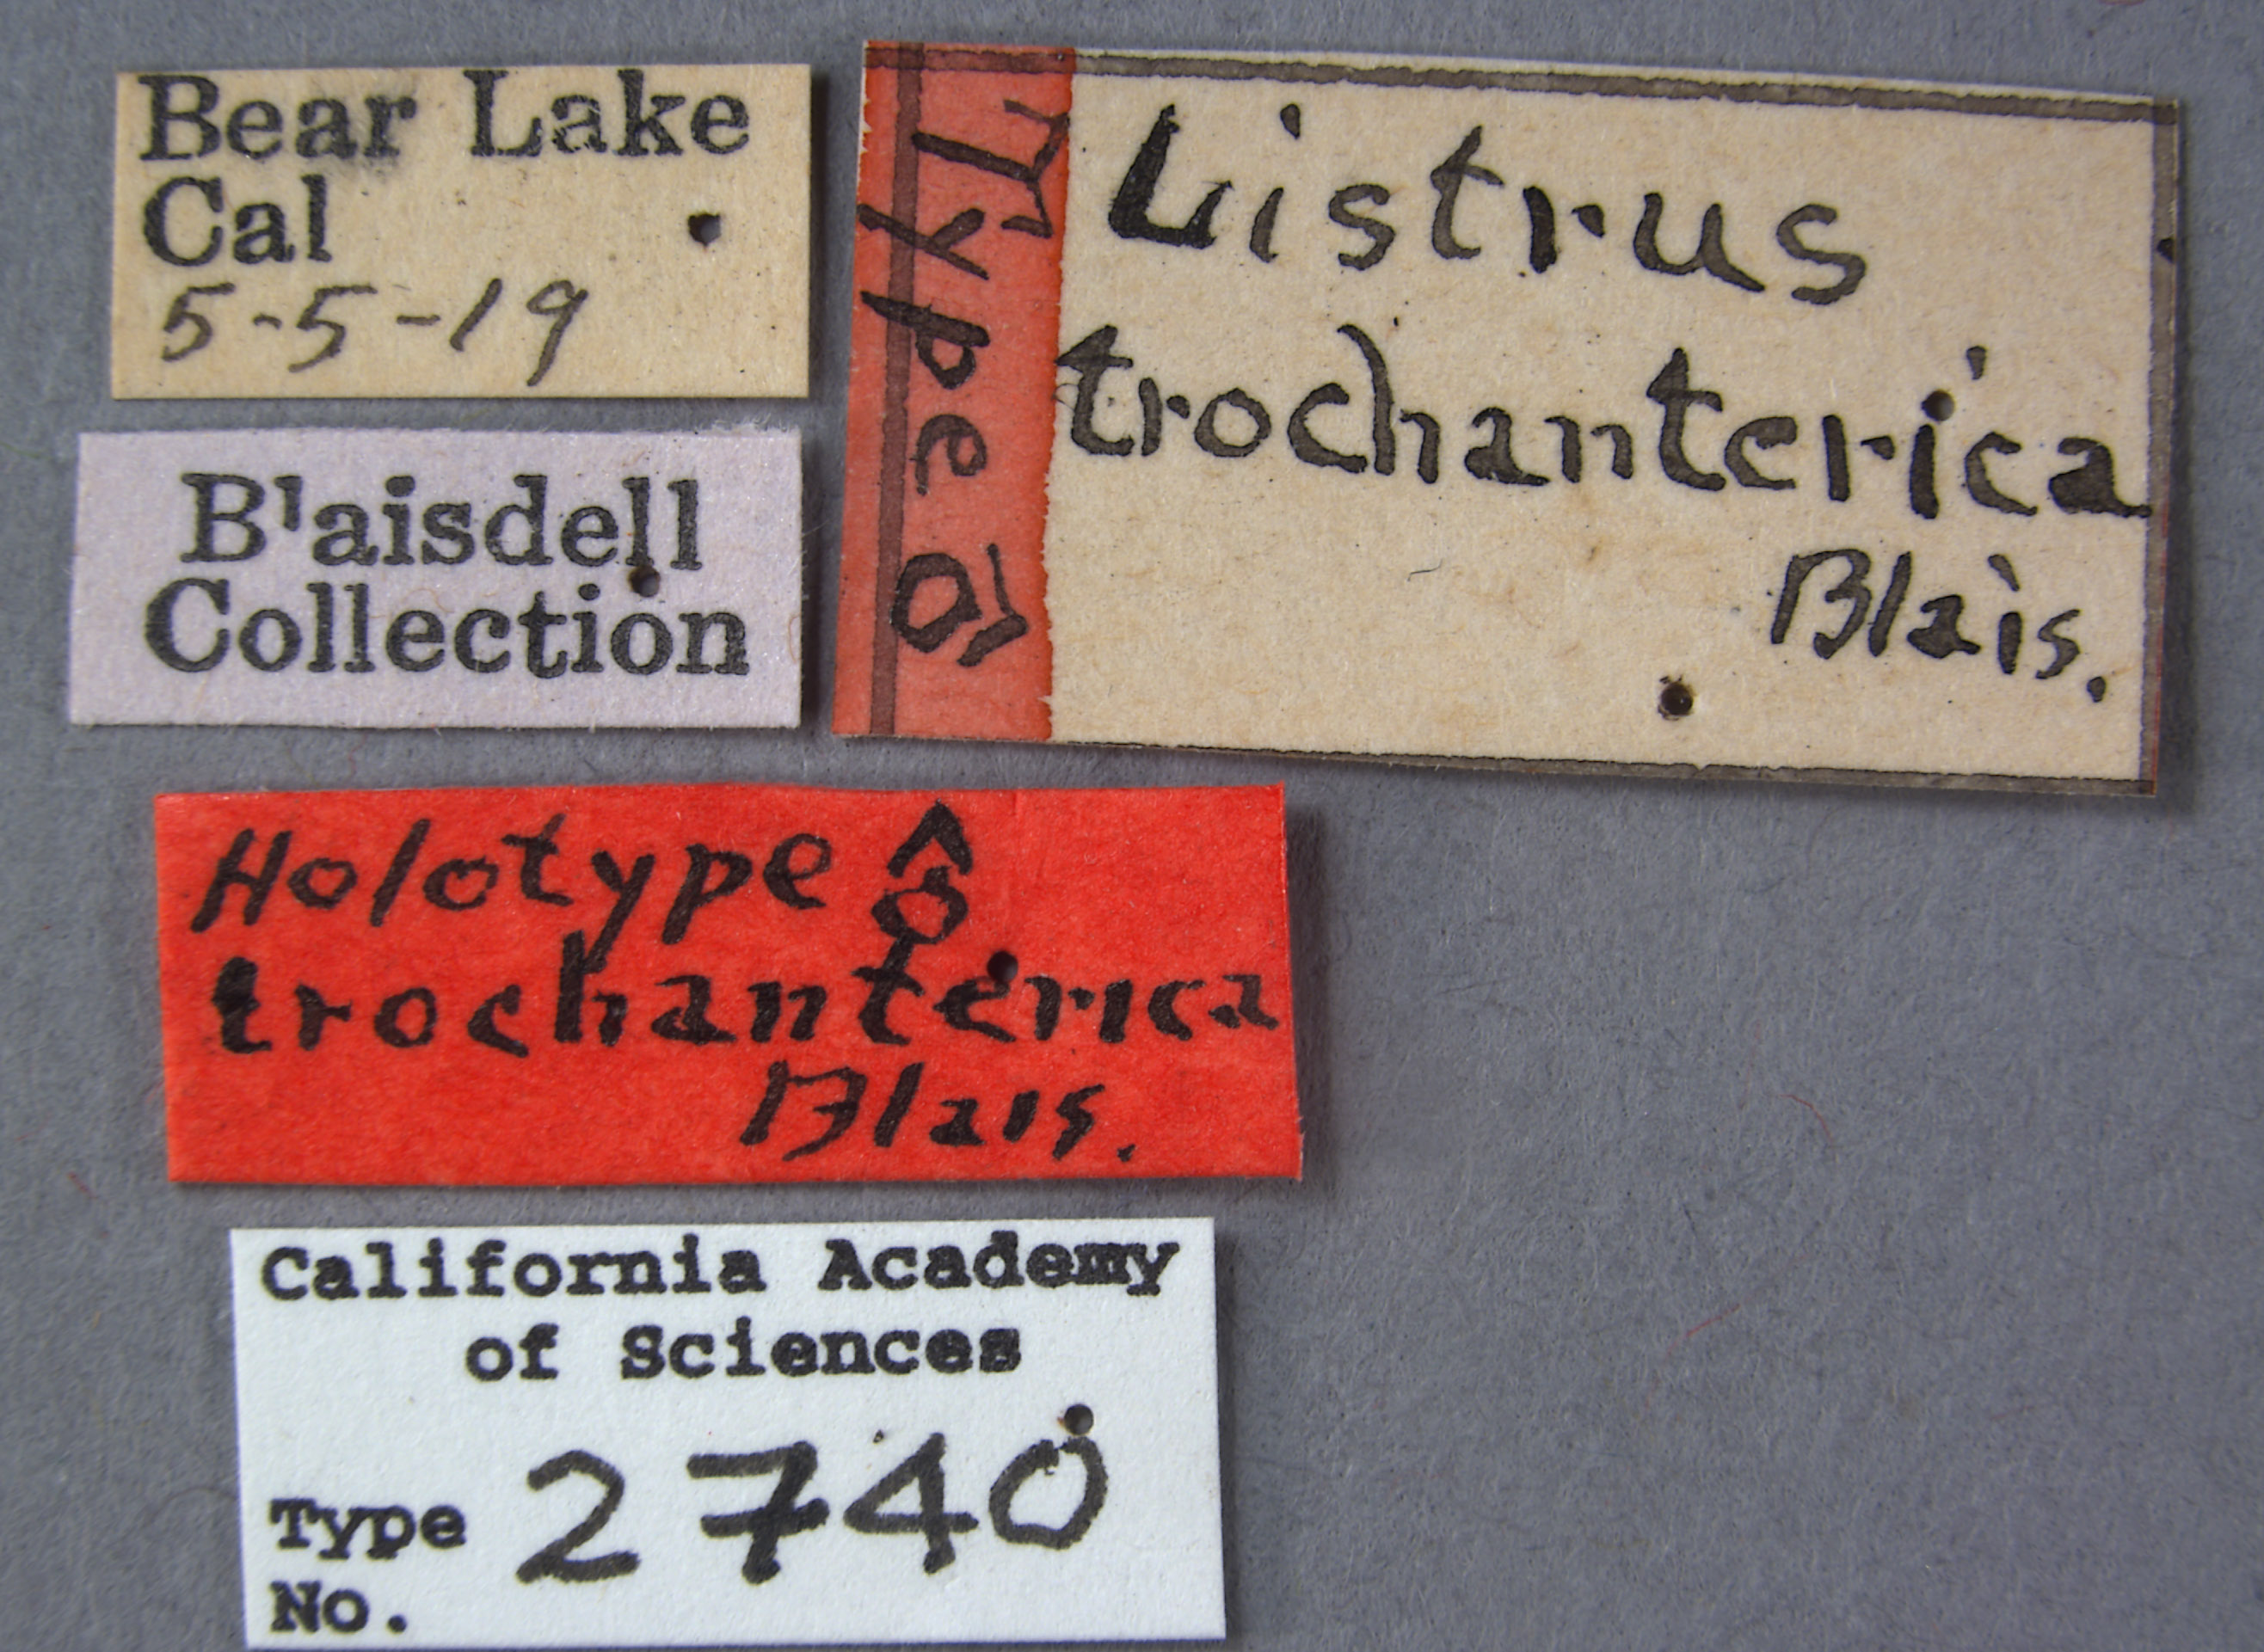 Bear Lake
Cal
5-5-19
Blaisdell
Collection
Type ♂
Listrus
trochanterica
Blais.
Holotype ♂
trochanterica
Blais.
California Academy
of Sciences
Type
No. 2740